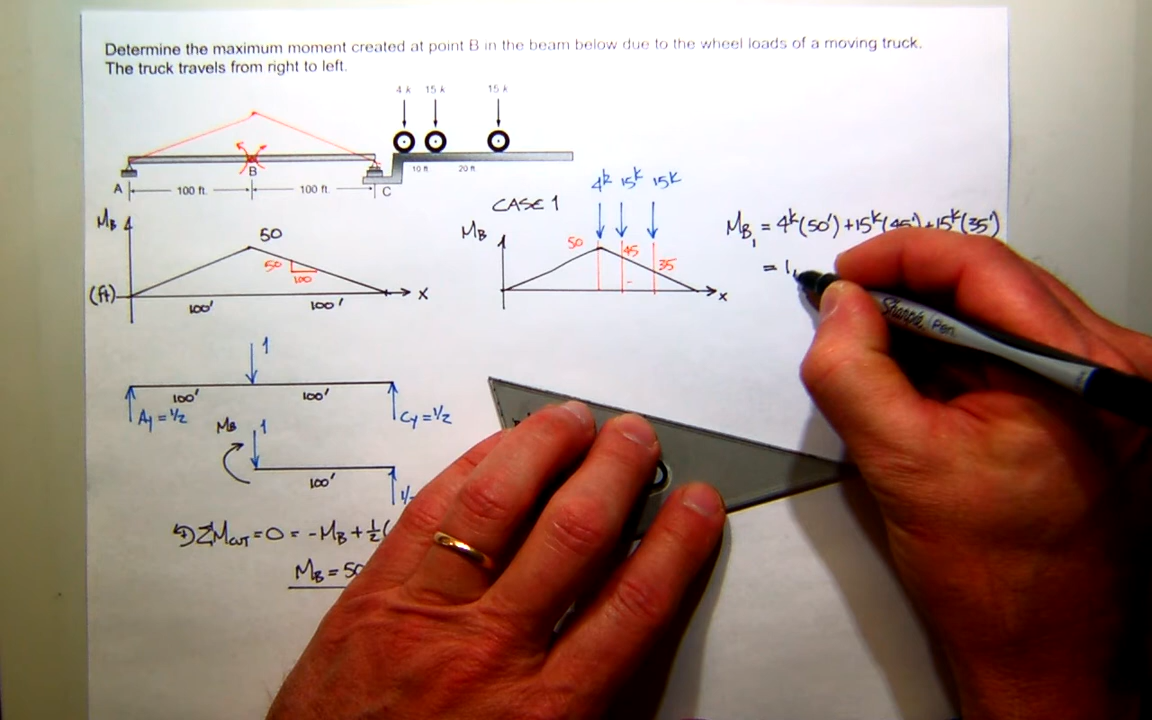 Determine the maximum moment created at point B in the beam below due to the wheel loads of a moving truck.
The truck travels from right to left.
4 k 15 k 15 k
10 ft. 20 ft.
A B C
100 ft. 100 ft.
MB 50
50
100
(ft) 100' 100' x
CASE 1
4k 15k 15k
MB 50 45 35 x
MB1 = 4k(50') + 15k(45') + 15k(35')
= 1,
1
100' 100'
Ay = 1/2 Cy = 1/2
MB 1
100'
ΣMCUT = 0 = -MB + 1/2(
MB = 50
Sharpie Pen